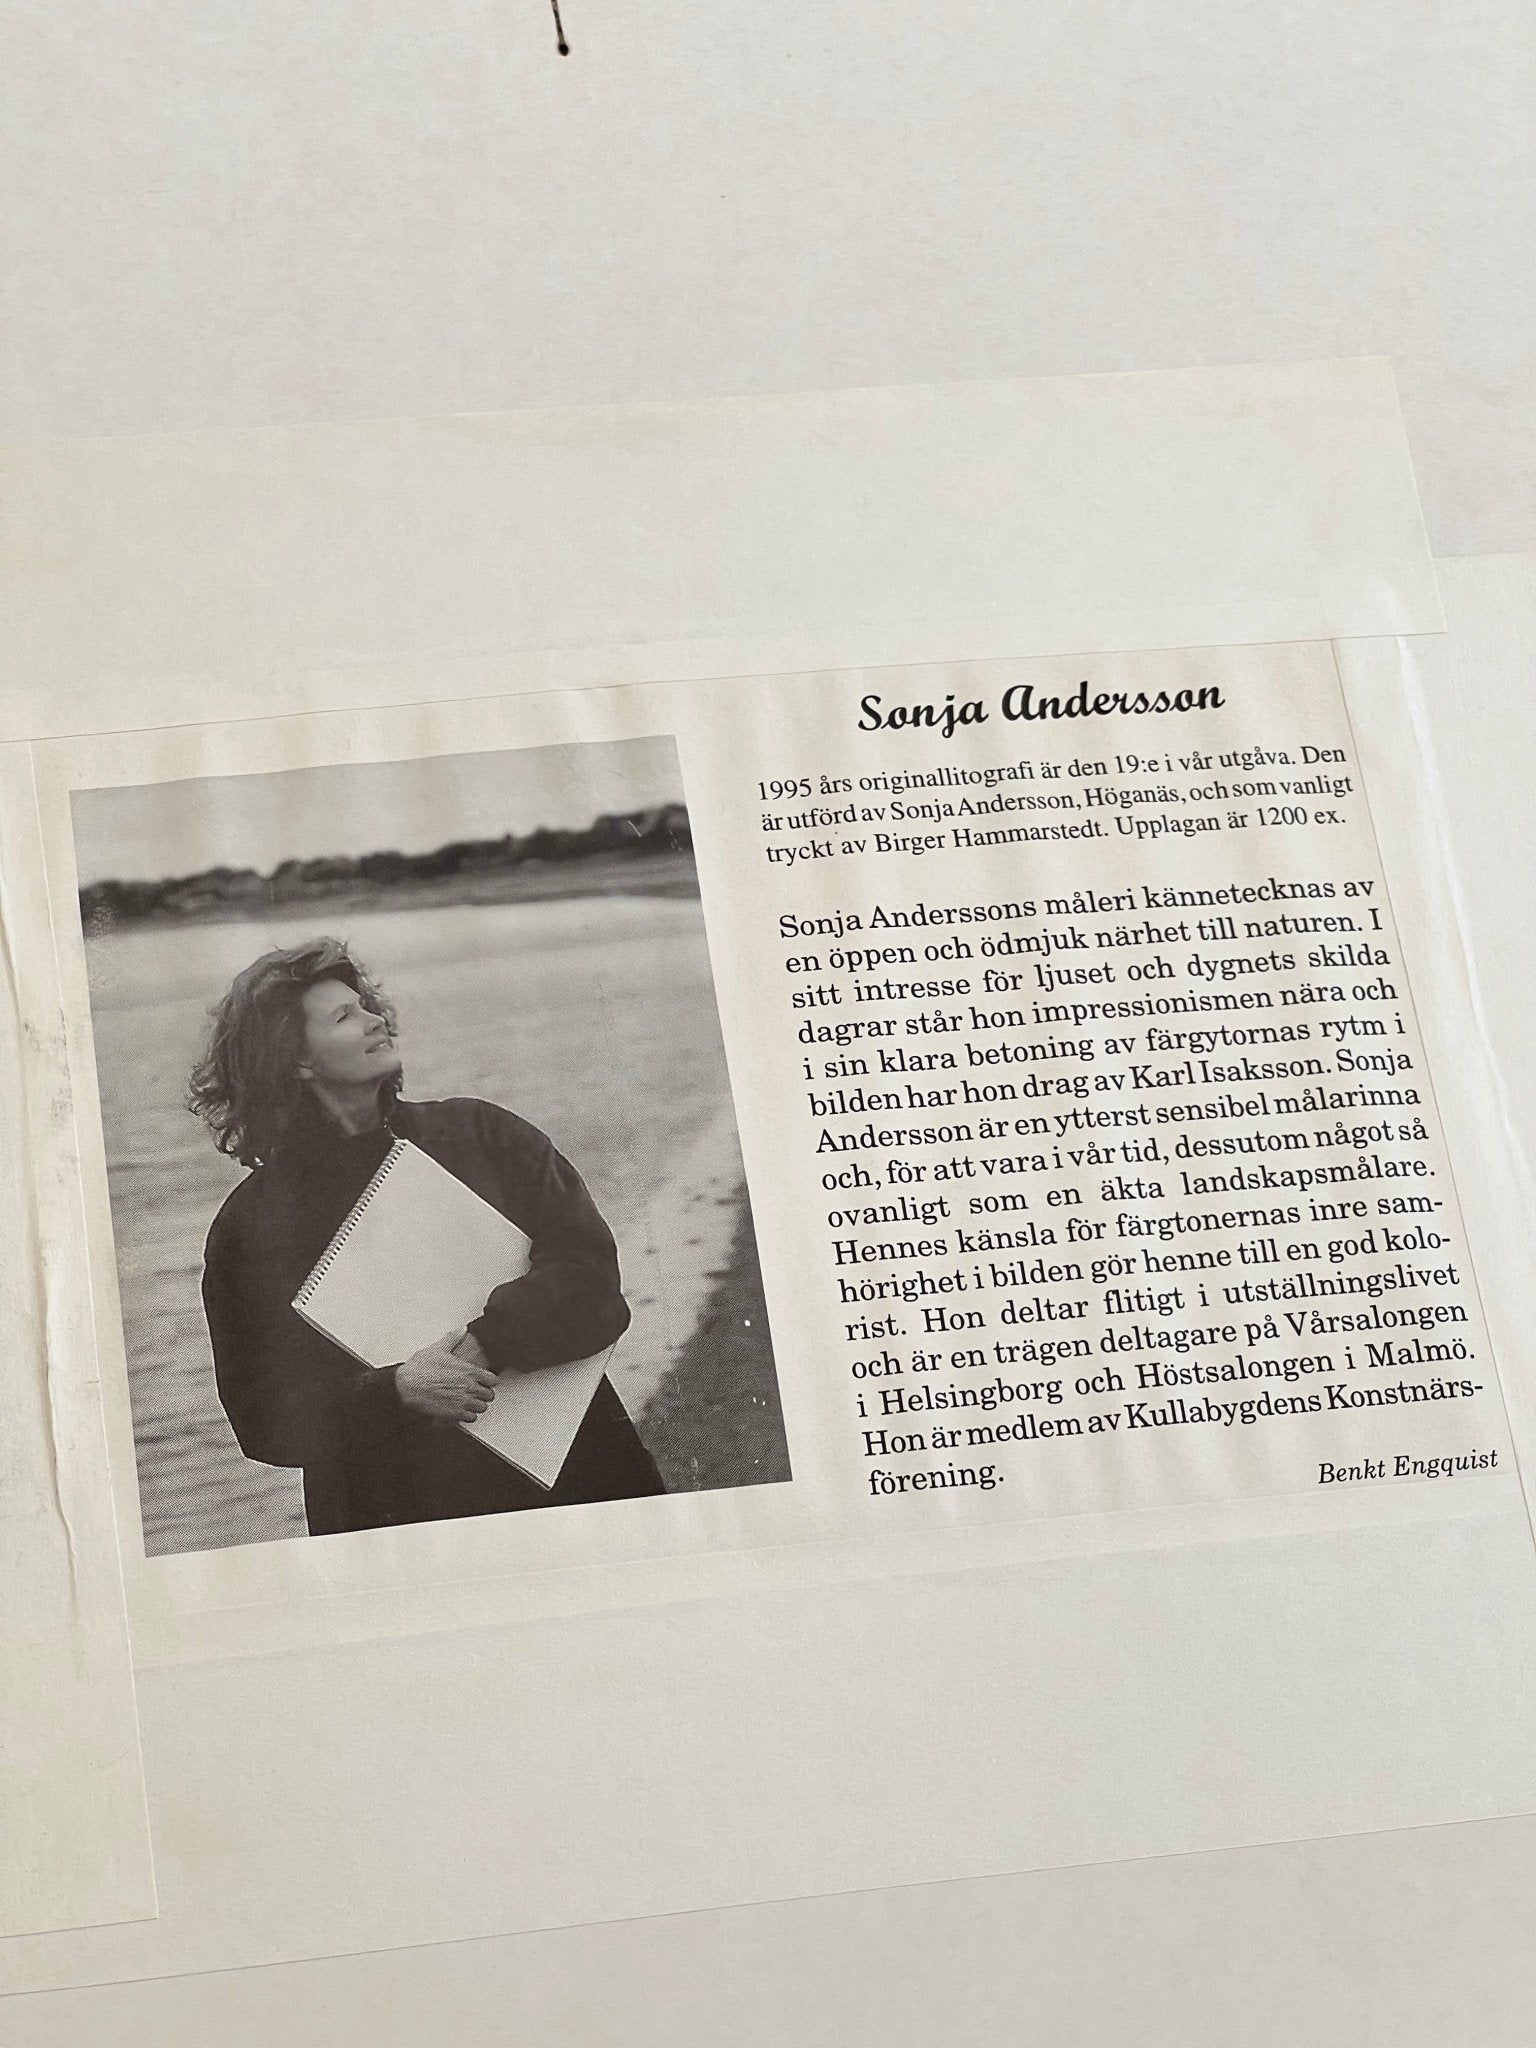 Sonja Andersson
1995 års originallitografi är den 19:e i vår utgåva. Den
är utförd av Sonja Andersson, Höganäs, och som vanligt
tryckt av Birger Hammarstedt. Upplagan är 1200 ex.
Sonja Anderssons måleri kännetecknas av
en öppen och ödmjuk närhet till naturen. I
sitt intresse för ljuset och dygnets skilda
dagrar står hon impressionismen nära och
i sin klara betoning av färgytornas rytm i
bilden har hon drag av Karl Isaksson. Sonja
Andersson är en ytterst sensibel målarinna
och, för att vara i vår tid, dessutom något så
ovanligt som en äkta landskapsmålare.
Hennes känsla för färgtonernas inre sam-
hörighet i bilden gör henne till en god kolo-
rist. Hon deltar flitigt i utställningslivet
och är en trägen deltagare på Vårsalongen
i Helsingborg och Höstsalongen i Malmö.
Hon är medlem av Kullabygdens Konstnärs-
förening.
Benkt Engquist